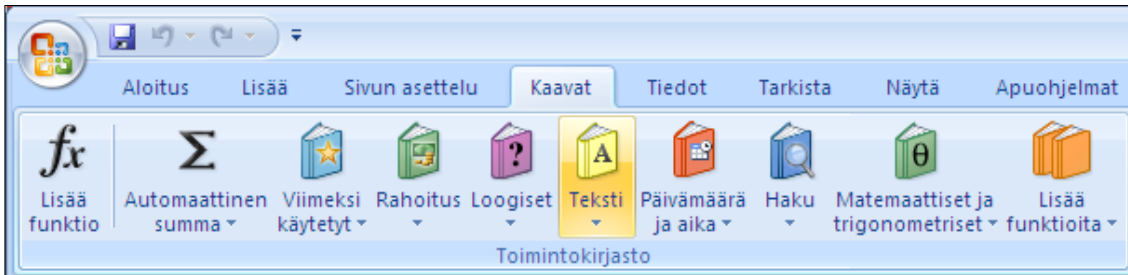 Aloitus Lisää Sivun asettelu Kaavat Tiedot Tarkista Näytä Apuohjelmat
fx Σ ? A θ
Lisää Automaattinen Viimeksi Rahoitus Loogiset Teksti Päivämäärä Haku Matemaattiset ja Lisää
funktio summa käytetyt ja aika trigonometriset funktioita
Toimintokirjasto